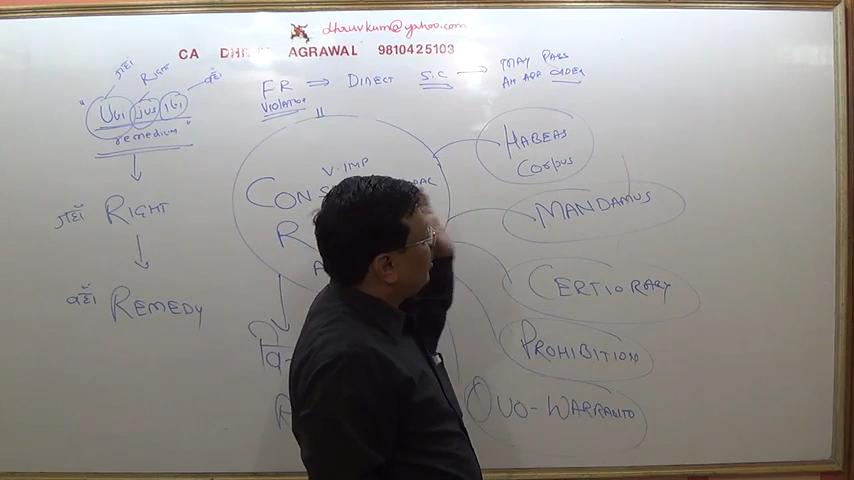 dhruvkum@yahoo.com
CA DHR AGRAWAL 9810425103
जहाँ RIGHT वहाँ
"UBI JUS IBI
remedium"
जहाँ RIGHT
वहाँ REMEDY
FR ⇒ DIRECT S.C → MAY PASS
VIOLATION AN APP ORDER
V. IMP
CON
R
HABEAS
CORPUS
MANDAMUS
CERTIORARY
PROHIBITION
QUO-WARRANTO